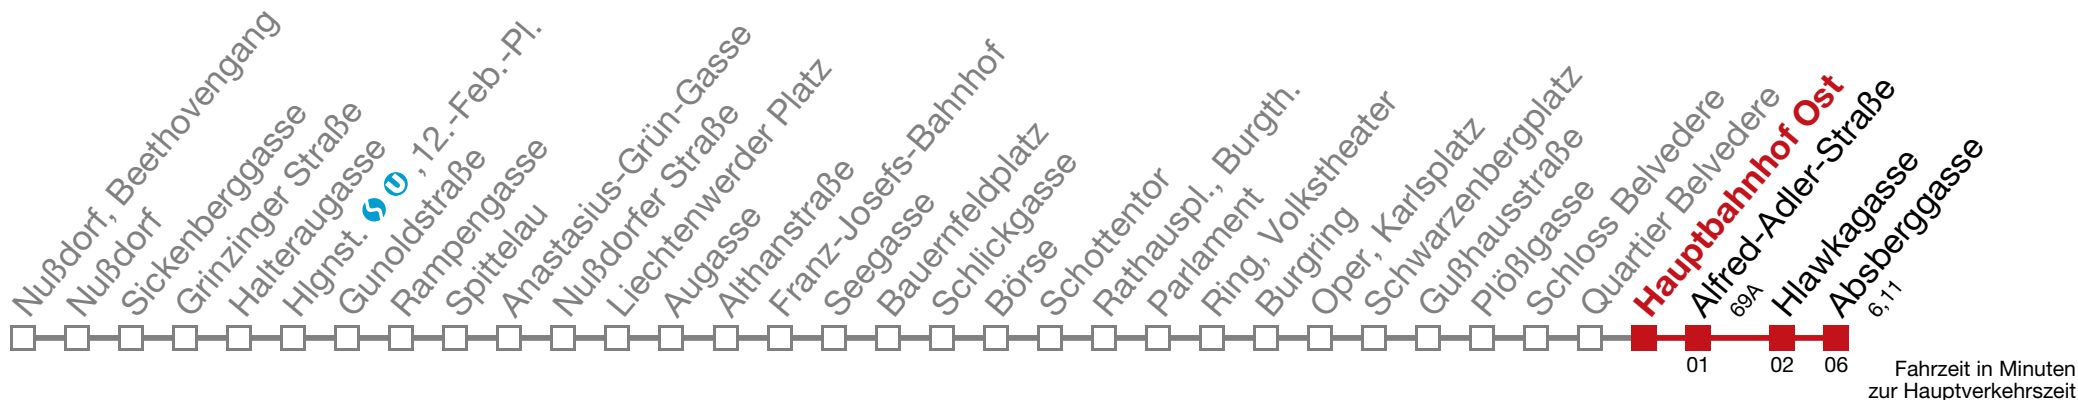 Nußdorf, Beethovengang
Nußdorf
Sickenberggasse
Grinzinger Straße
Halteraugasse
Hlgnst. S U , 12.-Feb.-Pl.
Gunoldstraße
Rampengasse
Spittelau
Anastasius-Grün-Gasse
Nußdorfer Straße
Liechtenwerder Platz
Augasse
Althanstraße
Franz-Josefs-Bahnhof
Seegasse
Bauernfeldplatz
Schlickgasse
Börse
Schottentor
Rathauspl., Burgth.
Parlament
Ring, Volkstheater
Burgring
Oper, Karlsplatz
Schwarzenbergplatz
Gußhausstraße
Plößlgasse
Schloss Belvedere
Quartier Belvedere
Hauptbahnhof Ost
Alfred-Adler-Straße
69A
Hlawkagasse
Absberggasse
6,11
01 02 06
Fahrzeit in Minuten
zur Hauptverkehrszeit